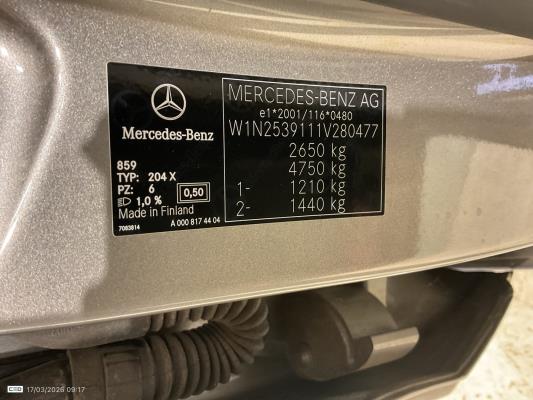 MERCEDES-BENZ AG
e1*2001/116*0480
W1N2539111V280477
2650 kg
4750 kg
1- 1210 kg
2- 1440 kg
Mercedes-Benz
859
TYP: 204 X
PZ: 6 0,50
1,0 %
Made in Finland
7083814 A 000 817 44 04
17/03/2026 09:17